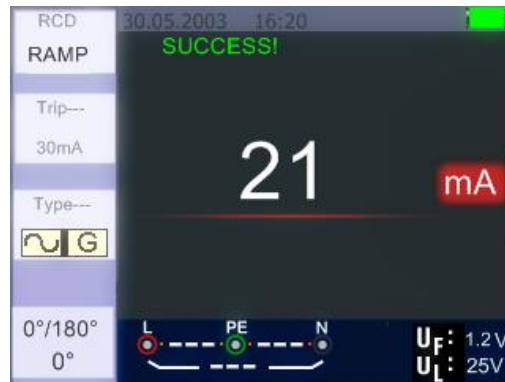 RCD 30.05.2003 16:20
RAMP SUCCESS!
Trip---
30mA
21 mA
Type---
G
0°/180° L PE N UF: 1.2V
0° UL: 25V